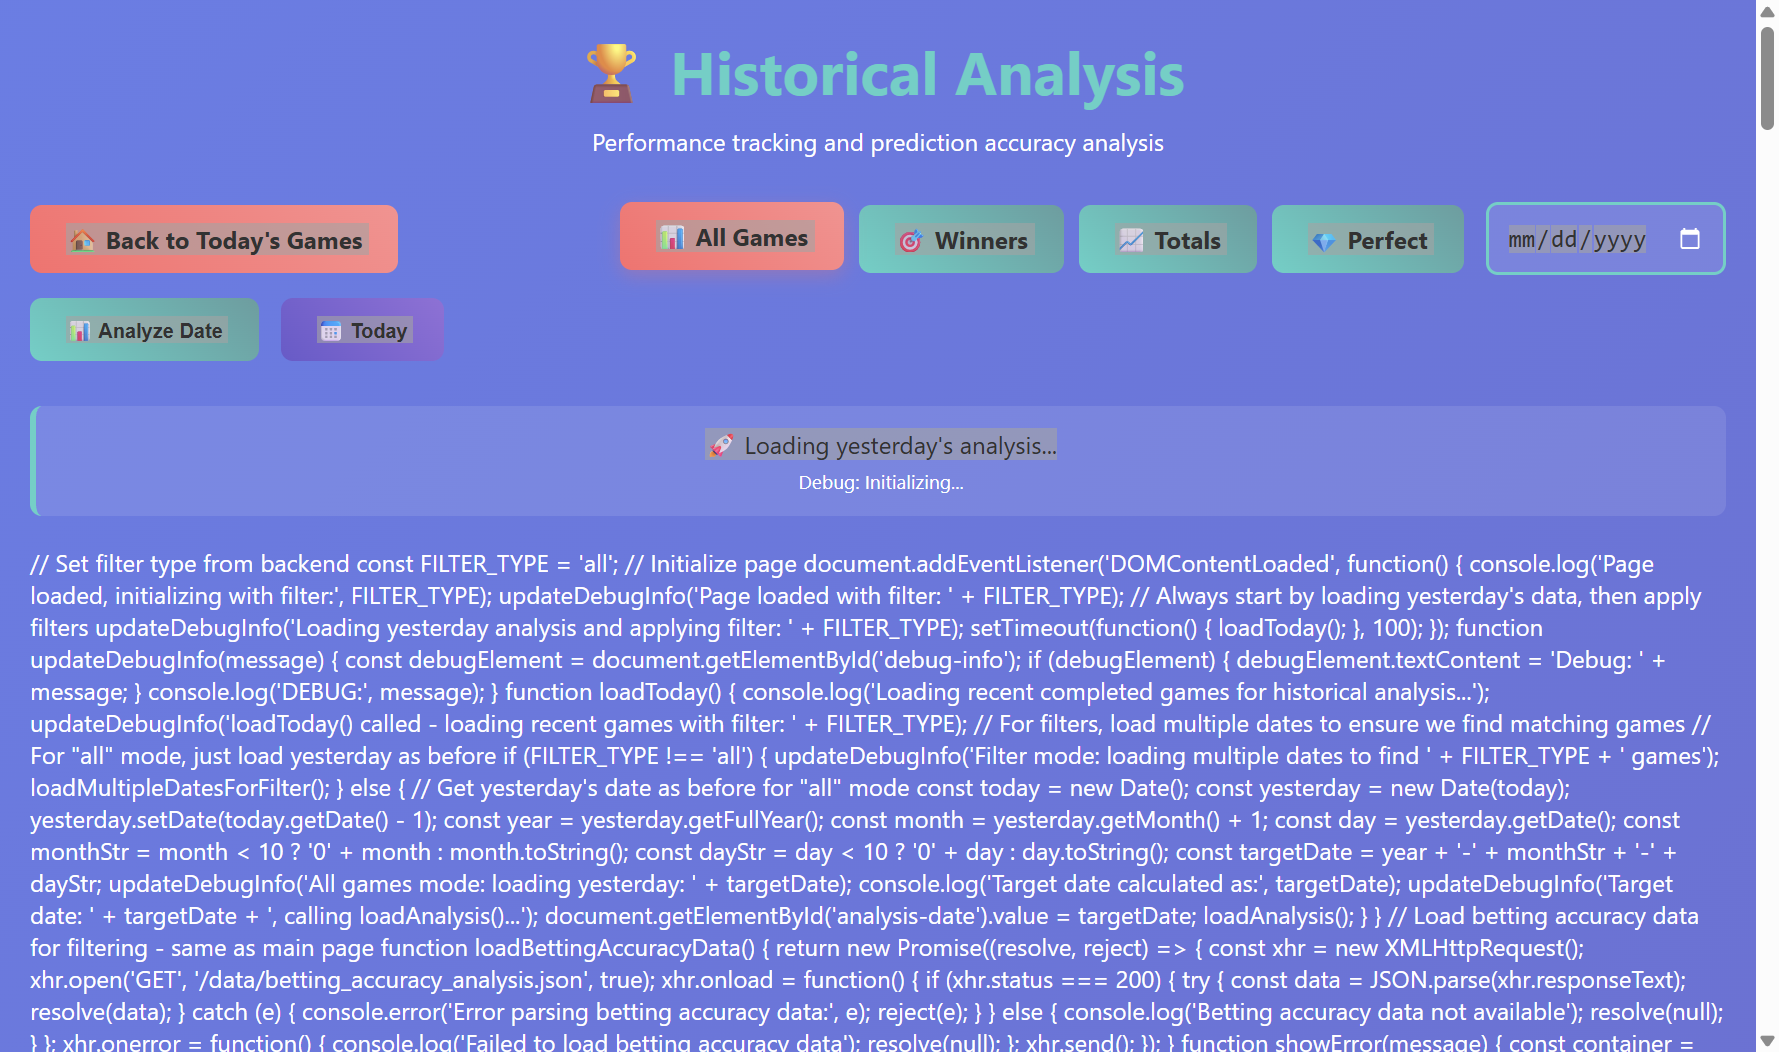 🏆 Historical Analysis
Performance tracking and prediction accuracy analysis
🏠 Back to Today's Games
📊 All Games
🎯 Winners
📈 Totals
💎 Perfect
mm/dd/yyyy
📊 Analyze Date
📅 Today
🚀 Loading yesterday's analysis...
Debug: Initializing...
// Set filter type from backend const FILTER_TYPE = 'all'; // Initialize page document.addEventListener('DOMContentLoaded', function() { console.log('Page
loaded, initializing with filter:', FILTER_TYPE); updateDebugInfo('Page loaded with filter: ' + FILTER_TYPE); // Always start by loading yesterday's data, then apply
filters updateDebugInfo('Loading yesterday analysis and applying filter: ' + FILTER_TYPE); setTimeout(function() { loadToday(); }, 100); }); function
updateDebugInfo(message) { const debugElement = document.getElementById('debug-info'); if (debugElement) { debugElement.textContent = 'Debug: ' +
message; } console.log('DEBUG:', message); } function loadToday() { console.log('Loading recent completed games for historical analysis...');
updateDebugInfo('loadToday() called - loading recent games with filter: ' + FILTER_TYPE); // For filters, load multiple dates to ensure we find matching games //
For "all" mode, just load yesterday as before if (FILTER_TYPE !== 'all') { updateDebugInfo('Filter mode: loading multiple dates to find ' + FILTER_TYPE + ' games');
loadMultipleDatesForFilter(); } else { // Get yesterday's date as before for "all" mode const today = new Date(); const yesterday = new Date(today);
yesterday.setDate(today.getDate() - 1); const year = yesterday.getFullYear(); const month = yesterday.getMonth() + 1; const day = yesterday.getDate(); const
monthStr = month < 10 ? '0' + month : month.toString(); const dayStr = day < 10 ? '0' + day : day.toString(); const targetDate = year + '-' + monthStr + '-' +
dayStr; updateDebugInfo('All games mode: loading yesterday: ' + targetDate); console.log('Target date calculated as:', targetDate); updateDebugInfo('Target
date: ' + targetDate + ', calling loadAnalysis()...'); document.getElementById('analysis-date').value = targetDate; loadAnalysis(); } } // Load betting accuracy data
for filtering - same as main page function loadBettingAccuracyData() { return new Promise((resolve, reject) => { const xhr = new XMLHttpRequest();
xhr.open('GET', '/data/betting_accuracy_analysis.json', true); xhr.onload = function() { if (xhr.status === 200) { try { const data = JSON.parse(xhr.responseText);
resolve(data); } catch (e) { console.error('Error parsing betting accuracy data:', e); reject(e); } } else { console.log('Betting accuracy data not available'); resolve(null);
} }; xhr.onerror = function() { console.log('Failed to load betting accuracy data'); resolve(null); }; xhr.send(); }); } function showError(message) { const container =